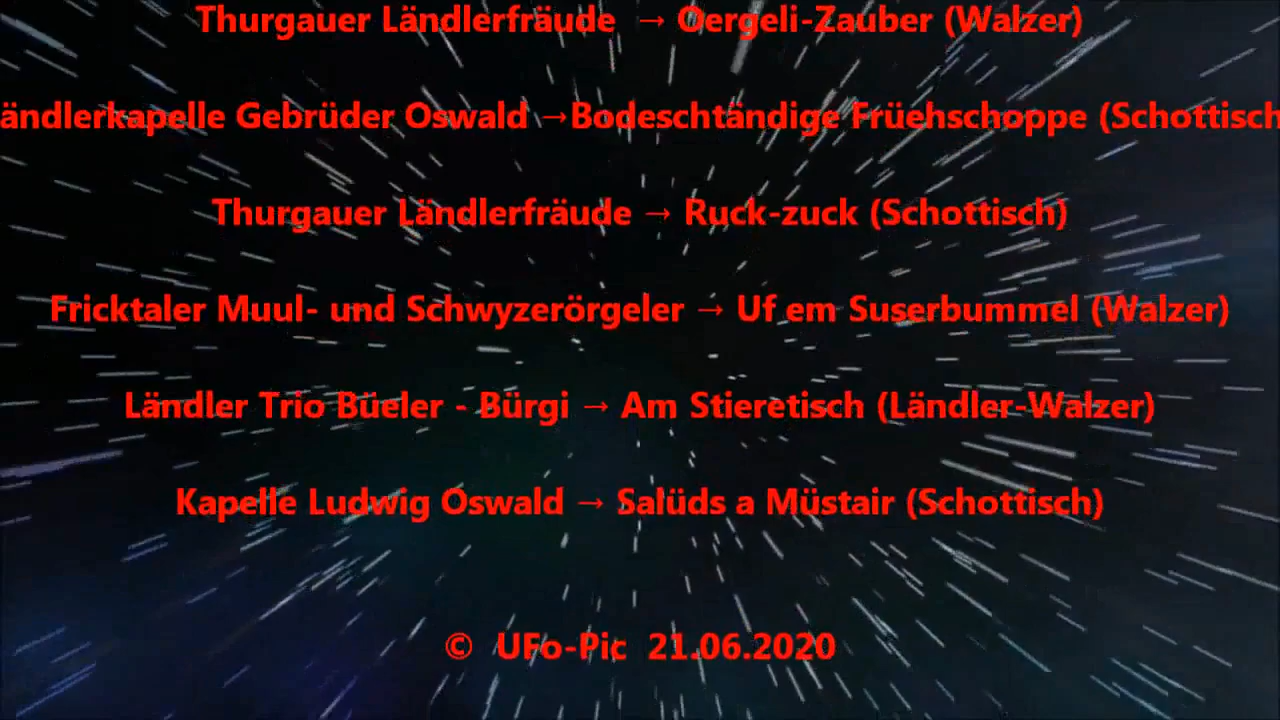 Thurgauer Ländlerfräude → Oergeli-Zauber (Walzer)
ändlerkapelle Gebrüder Oswald →Bodeschtändige Früehschoppe (Schottisch
Thurgauer Ländlerfräude → Ruck-zuck (Schottisch)
Fricktaler Muul- und Schwyzerörgeler → Uf em Suserbummel (Walzer)
Ländler Trio Büeler - Bürgi → Am Stieretisch (Ländler-Walzer)
Kapelle Ludwig Oswald → Salüds a Müstair (Schottisch)
© UFo-Pic 21.06.2020